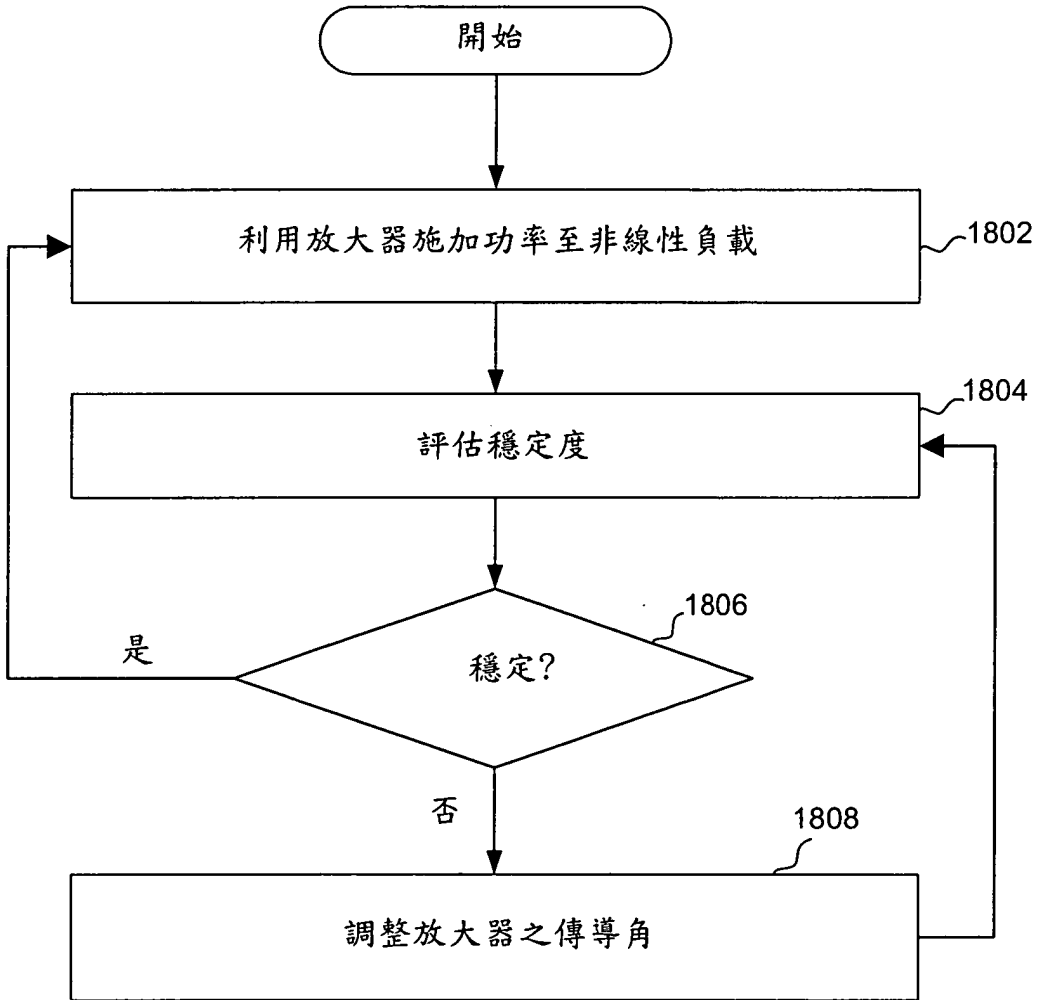 開始
利用放大器施加功率至非線性負載
1802
1804
評估穩定度
1806
穩定?
是
否
1808
調整放大器之傳導角